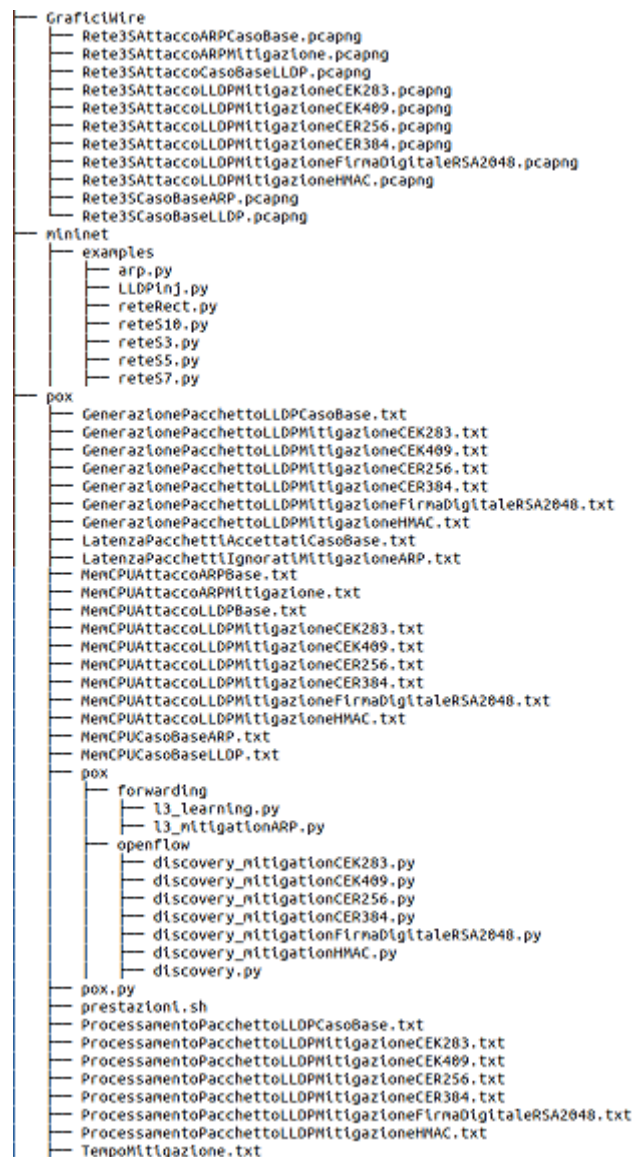 ├── GraficiWire
│   ├── Rete3SAttaccoARPCasoBase.pcapng
│   ├── Rete3SAttaccoARPMitigazione.pcapng
│   ├── Rete3SAttaccoCasoBaseLLDP.pcapng
│   ├── Rete3SAttaccoLLDPMitigazioneCEK283.pcapng
│   ├── Rete3SAttaccoLLDPMitigazioneCEK409.pcapng
│   ├── Rete3SAttaccoLLDPMitigazioneCER256.pcapng
│   ├── Rete3SAttaccoLLDPMitigazioneCER384.pcapng
│   ├── Rete3SAttaccoLLDPMitigazioneFirmaDigitaleRSA2048.pcapng
│   ├── Rete3SAttaccoLLDPMitigazioneHMAC.pcapng
│   ├── Rete3SCasoBaseARP.pcapng
│   └── Rete3SCasoBaseLLDP.pcapng
├── mininet
│   ├── examples
│   │   ├── arp.py
│   │   ├── LLDPinj.py
│   │   ├── reteRect.py
│   │   ├── reteS10.py
│   │   ├── reteS3.py
│   │   ├── reteS5.py
│   │   ├── reteS7.py
├── pox
│   ├── GenerazionePacchettoLLDPCasoBase.txt
│   ├── GenerazionePacchettoLLDPMitigazioneCEK283.txt
│   ├── GenerazionePacchettoLLDPMitigazioneCEK409.txt
│   ├── GenerazionePacchettoLLDPMitigazioneCER256.txt
│   ├── GenerazionePacchettoLLDPMitigazioneCER384.txt
│   ├── GenerazionePacchettoLLDPMitigazioneFirmaDigitaleRSA2048.txt
│   ├── GenerazionePacchettoLLDPMitigazioneHMAC.txt
│   ├── LatenzaPacchettiAccettatiCasoBase.txt
│   ├── LatenzaPacchettiIgnoratiMitigazioneARP.txt
│   ├── MemCPUAttaccoARPBase.txt
│   ├── MemCPUAttaccoARPMitigazione.txt
│   ├── MemCPUAttaccoLLDPBase.txt
│   ├── MemCPUAttaccoLLDPMitigazioneCEK283.txt
│   ├── MemCPUAttaccoLLDPMitigazioneCEK409.txt
│   ├── MemCPUAttaccoLLDPMitigazioneCER256.txt
│   ├── MemCPUAttaccoLLDPMitigazioneCER384.txt
│   ├── MemCPUAttaccoLLDPMitigazioneFirmaDigitaleRSA2048.txt
│   ├── MemCPUAttaccoLLDPMitigazioneHMAC.txt
│   ├── MemCPUCasoBaseARP.txt
│   ├── MemCPUCasoBaseLLDP.txt
│   ├── pox
│   │   ├── forwarding
│   │   │   ├── l3_learning.py
│   │   │   ├── l3_mitigationARP.py
│   │   ├── openflow
│   │   │   ├── discovery_mitigationCEK283.py
│   │   │   ├── discovery_mitigationCEK409.py
│   │   │   ├── discovery_mitigationCER256.py
│   │   │   ├── discovery_mitigationCER384.py
│   │   │   ├── discovery_mitigationFirmaDigitaleRSA2048.py
│   │   │   ├── discovery_mitigationHMAC.py
│   │   │   ├── discovery.py
│   ├── pox.py
│   ├── prestazioni.sh
│   ├── ProcessamentoPacchettoLLDPCasoBase.txt
│   ├── ProcessamentoPacchettoLLDPMitigazioneCEK283.txt
│   ├── ProcessamentoPacchettoLLDPMitigazioneCEK409.txt
│   ├── ProcessamentoPacchettoLLDPMitigazioneCER256.txt
│   ├── ProcessamentoPacchettoLLDPMitigazioneCER384.txt
│   ├── ProcessamentoPacchettoLLDPMitigazioneFirmaDigitaleRSA2048.txt
│   ├── ProcessamentoPacchettoLLDPMitigazioneHMAC.txt
│   ├── TempoMitigazione.txt